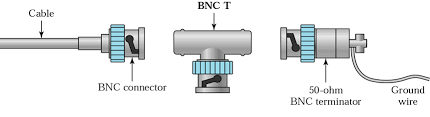 Cable
BNC T
BNC connector
50-ohm
BNC terminator
Ground
wire